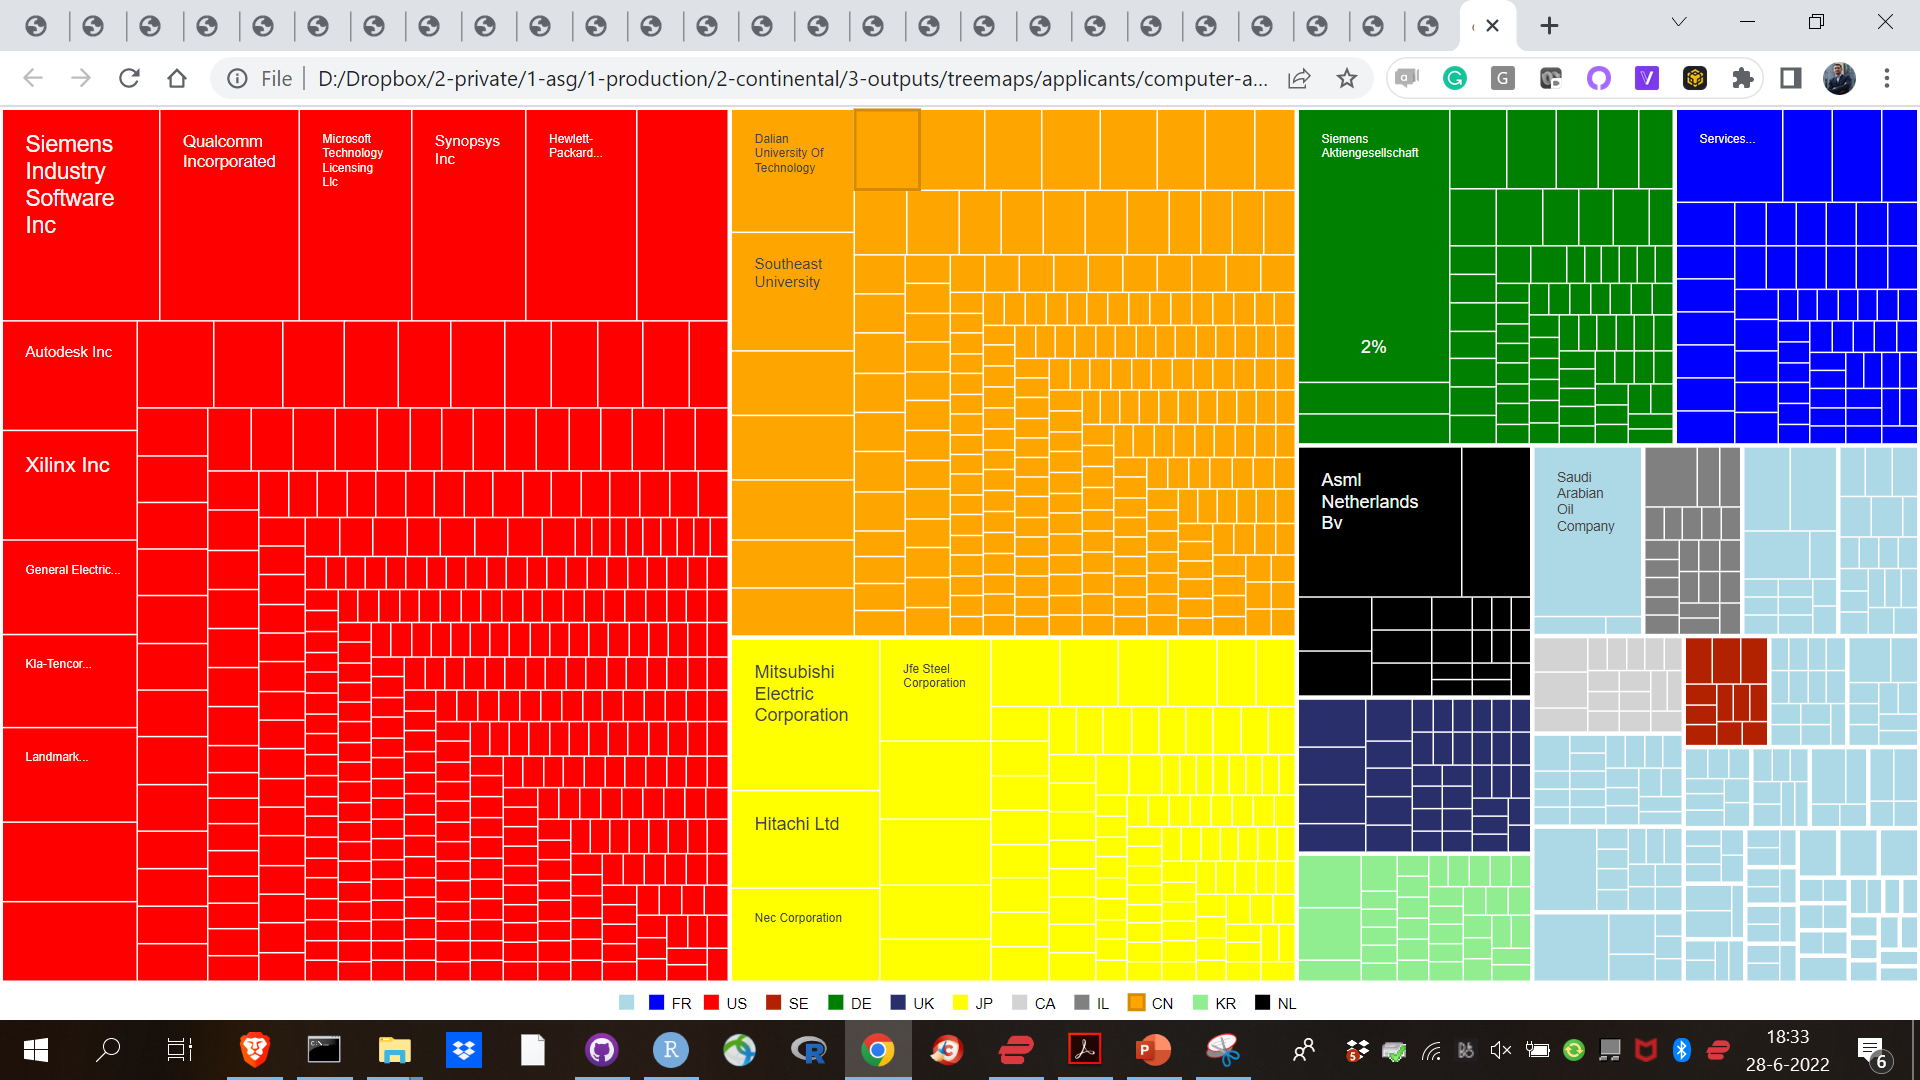 File
D:/Dropbox/2-private/1-asg/1-production/2-continental/3-outputs/treemaps/applicants/computer-a...
Siemens
Industry
Software
Inc
Qualcomm
Incorporated
Microsoft
Technology
Licensing
Llc
Synopsys
Inc
Hewlett-
Packard...
Autodesk Inc
Xilinx Inc
General Electric...
Kla-Tencor...
Landmark...
Dalian
University Of
Technology
Southeast
University
Mitsubishi
Electric
Corporation
Jfe Steel
Corporation
Hitachi Ltd
Nec Corporation
Siemens
Aktiengesellschaft
2%
Services...
Asml
Netherlands
Bv
Saudi
Arabian
Oil
Company
FR US SE DE UK JP CA IL CN KR NL
18:33
28-6-2022
6